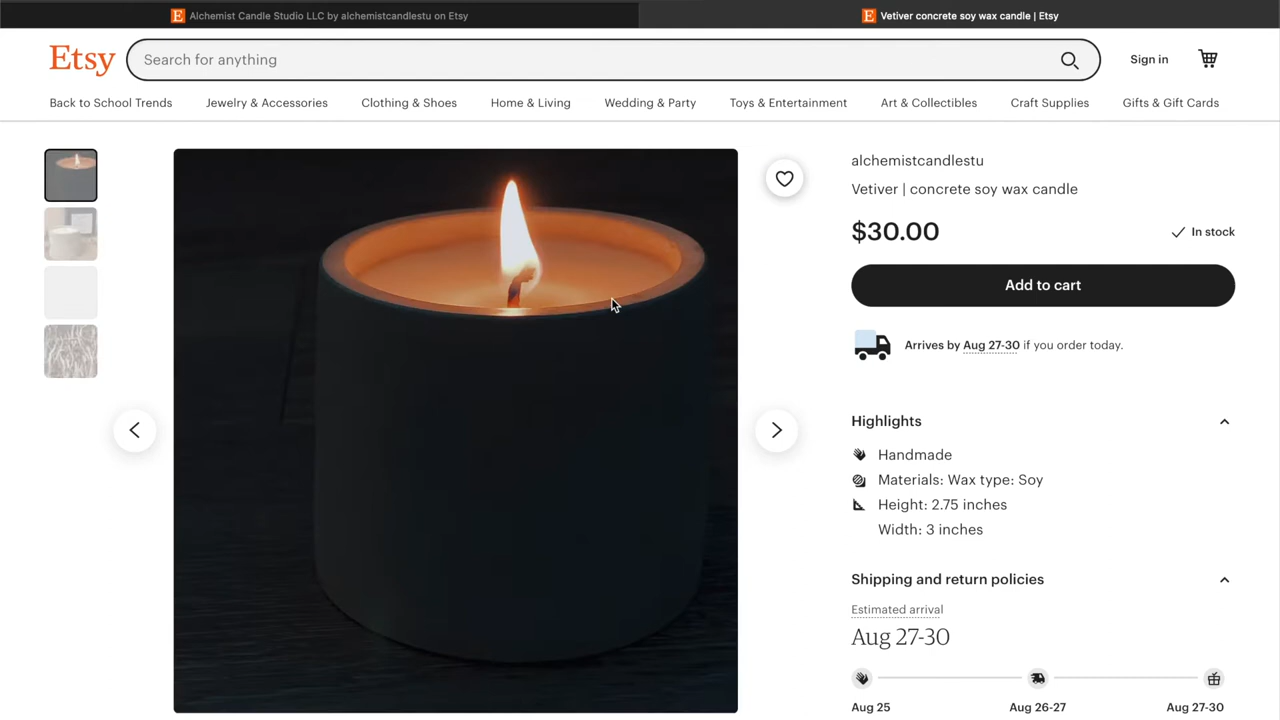 Alchemist Candle Studio LLC by alchemistcandlestu on Etsy
Vetiver concrete soy wax candle | Etsy
Etsy
Search for anything
Sign in
Back to School Trends
Jewelry & Accessories
Clothing & Shoes
Home & Living
Wedding & Party
Toys & Entertainment
Art & Collectibles
Craft Supplies
Gifts & Gift Cards
alchemistcandlestu
Vetiver | concrete soy wax candle
$30.00
In stock
Add to cart
Arrives by Aug 27-30 if you order today.
Highlights
Handmade
Materials: Wax type: Soy
Height: 2.75 inches
Width: 3 inches
Shipping and return policies
Estimated arrival
Aug 27-30
Aug 25
Aug 26-27
Aug 27-30